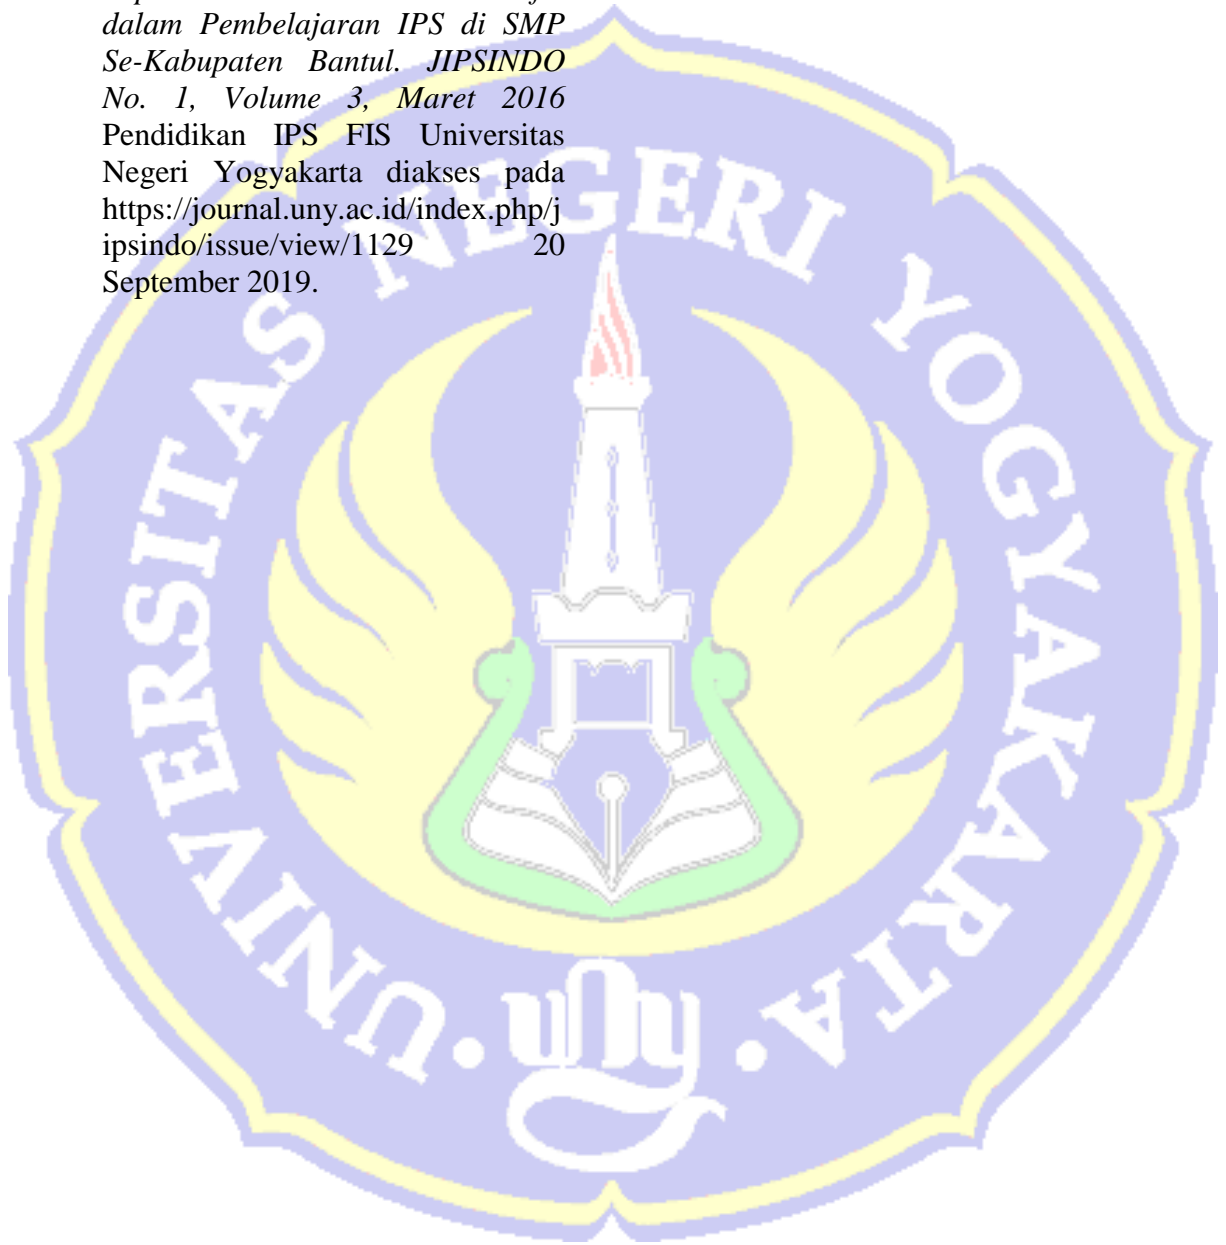 dalam Pembelajaran IPS di SMP
Se-Kabupaten Bantul. JIPSINDO
No. 1, Volume 3, Maret 2016
Pendidikan IPS FIS Universitas
Negeri Yogyakarta diakses pada
https://journal.uny.ac.id/index.php/j
ipsindo/issue/view/1129 20
September 2019.
UNIVERSITAS NEGERI YOGYAKARTA
uny